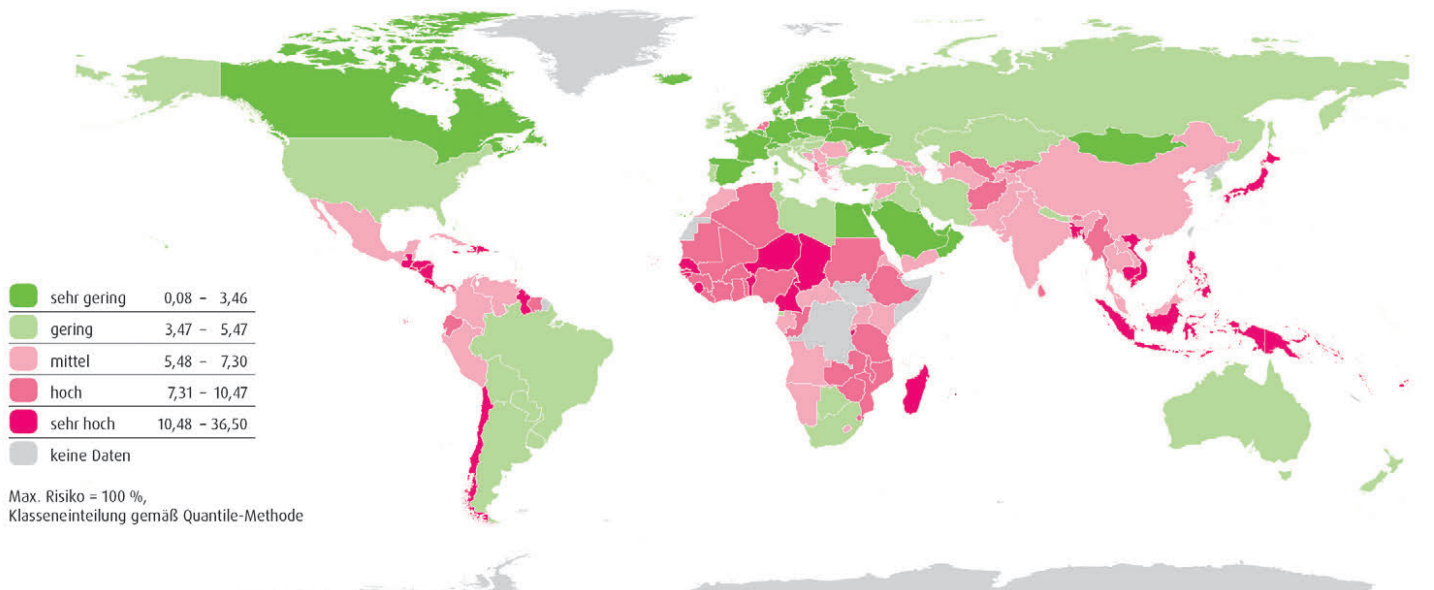 sehr gering 0,08 – 3,46
gering 3,47 – 5,47
mittel 5,48 – 7,30
hoch 7,31 – 10,47
sehr hoch 10,48 – 36,50
keine Daten
Max. Risiko = 100 %,
Klasseneinteilung gemäß Quantile-Methode